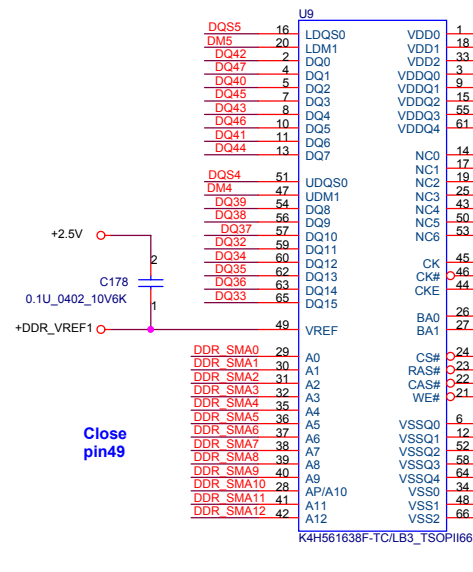 U9
DQS5 16 LDQS0 VDD0 1
DM5 20 LDM1 VDD1 18
DQ42 2 DQ0 VDD2 33
DQ47 4 DQ1 VDDQ0 3
DQ40 5 DQ2 VDDQ1 9
DQ45 7 DQ3 VDDQ2 15
DQ43 8 DQ4 VDDQ3 55
DQ46 10 DQ5 VDDQ4 61
DQ41 11 DQ6
DQ44 13 DQ7 NC0 14
NC1 17
DQS4 51 UDQS0 NC2 19
DM4 47 UDM1 NC3 25
DQ39 54 DQ8 NC4 43
DQ38 56 DQ9 NC5 50
DQ37 57 DQ10 NC6 53
DQ32 59 DQ11
DQ34 60 DQ12 CK 45
DQ35 62 DQ13 CK# 46
DQ36 63 DQ14 CKE 44
DQ33 65 DQ15
+2.5V
2
C178
0.1U_0402_10V6K
1
BA0 26
+DDR_VREF1 49 VREF BA1 27
DDR_SMA0 29 A0 CS# 24
DDR_SMA1 30 A1 RAS# 23
DDR_SMA2 31 A2 CAS# 22
DDR_SMA3 32 A3 WE# 21
DDR_SMA4 35 A4
DDR_SMA5 36 A5 VSSQ0 6
DDR_SMA6 37 A6 VSSQ1 12
DDR_SMA7 38 A7 VSSQ2 52
DDR_SMA8 39 A8 VSSQ3 58
DDR_SMA9 40 A9 VSSQ4 64
DDR_SMA10 28 AP/A10 VSS0 34
DDR_SMA11 41 A11 VSS1 48
DDR_SMA12 42 A12 VSS2 66
Close
pin49
K4H561638F-TC/LB3_TSOPII66